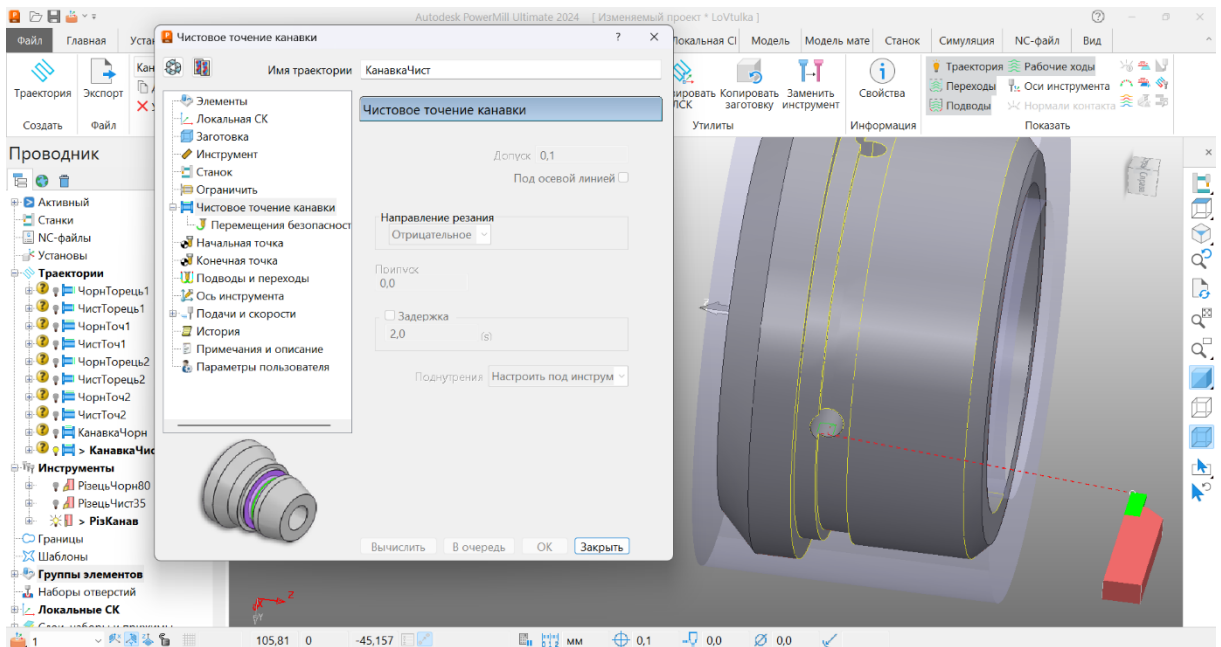 Autodesk PowerMill Ultimate 2024 [ Изменяемый проект * LoVtulka ]
Файл Главная Уста
Локальная СІ Модель Модель мате Станок Симуляция NC-файл Вид
Траектория Экспорт
Кан
Создать Файл
ировать Копировать Заменить
ЛСК заготовку инструмент
Свойства
Утилиты Информация
Траектория Рабочие ходы
Переходы Оси инструмента
Подводы Нормали контакта
Показать
Чистовое точение канавки ? ×
Имя траектории КанавкаЧист
Элементы
Локальная СК
Заготовка
Инструмент
Станок
Ограничить
Чистовое точение канавки
Перемещения безопасност
Начальная точка
Конечная точка
Подводы и переходы
Ось инструмента
Подачи и скорости
История
Примечания и описание
Параметры пользователя
Чистовое точение канавки
Допуск 0,1
Под осевой линией
Направление резания
Отрицательное
Припуск
0,0
Задержка
2,0 (s)
Поднутрения Настроить под инструм
Вычислить В очередь OK Закрыть
Проводник
Активный
Станки
NC-файлы
Установы
Траектории
ЧорнТорець1
ЧистТорець1
ЧорнТоч1
ЧистТоч1
ЧорнТорець2
ЧистТорець2
ЧорнТоч2
ЧистТоч2
КанавкаЧорн
> КанавкаЧис
Инструменты
РізецьЧорн80
РізецьЧист35
> РізКанав
Границы
Шаблоны
Группы элементов
Наборы отверстий
Локальные СК
Z
1 105,81 0 -45,157 мм 0,1 0,0 0,0